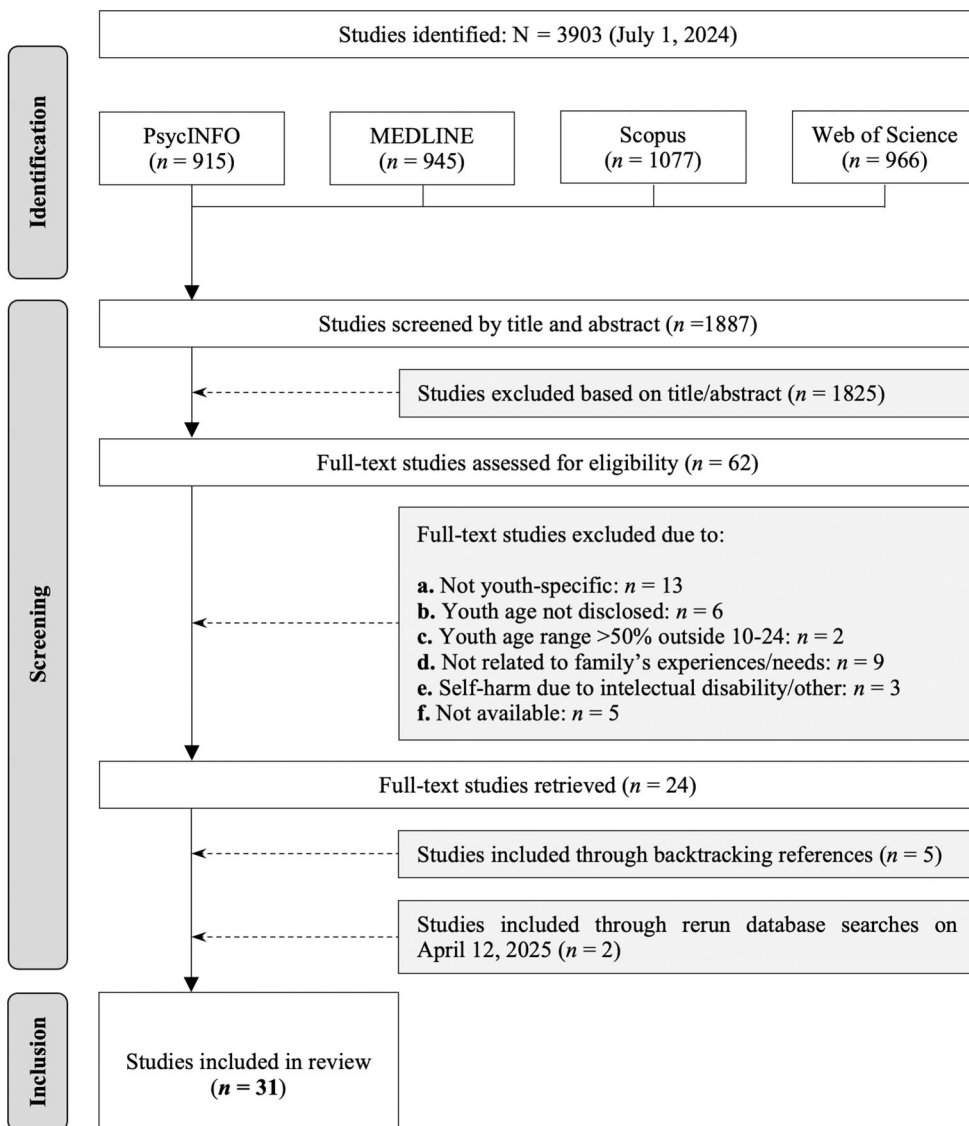 Studies identified: N = 3903 (July 1, 2024)
Identification
PsycINFO
(n = 915)
MEDLINE
(n = 945)
Scopus
(n = 1077)
Web of Science
(n = 966)
Screening
Studies screened by title and abstract (n =1887)
Studies excluded based on title/abstract (n = 1825)
Full-text studies assessed for eligibility (n = 62)
Full-text studies excluded due to:
a. Not youth-specific: n = 13
b. Youth age not disclosed: n = 6
c. Youth age range >50% outside 10-24: n = 2
d. Not related to family’s experiences/needs: n = 9
e. Self-harm due to intelectual disability/other: n = 3
f. Not available: n = 5
Full-text studies retrieved (n = 24)
Studies included through backtracking references (n = 5)
Studies included through rerun database searches on
April 12, 2025 (n = 2)
Inclusion
Studies included in review
(n = 31)